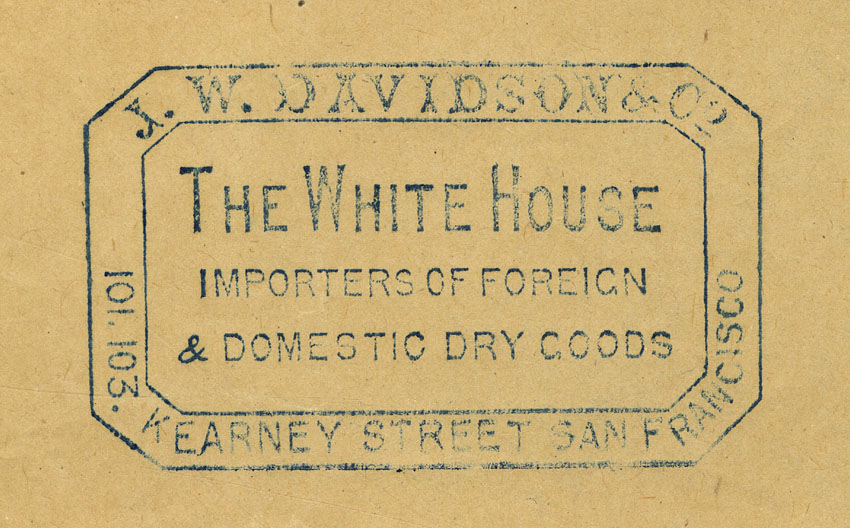 J. W. DAVIDSON & Co
THE WHITE HOUSE
IMPORTERS OF FOREIGN
& DOMESTIC DRY GOODS
101. 103. KEARNEY STREET SAN FRANCISCO